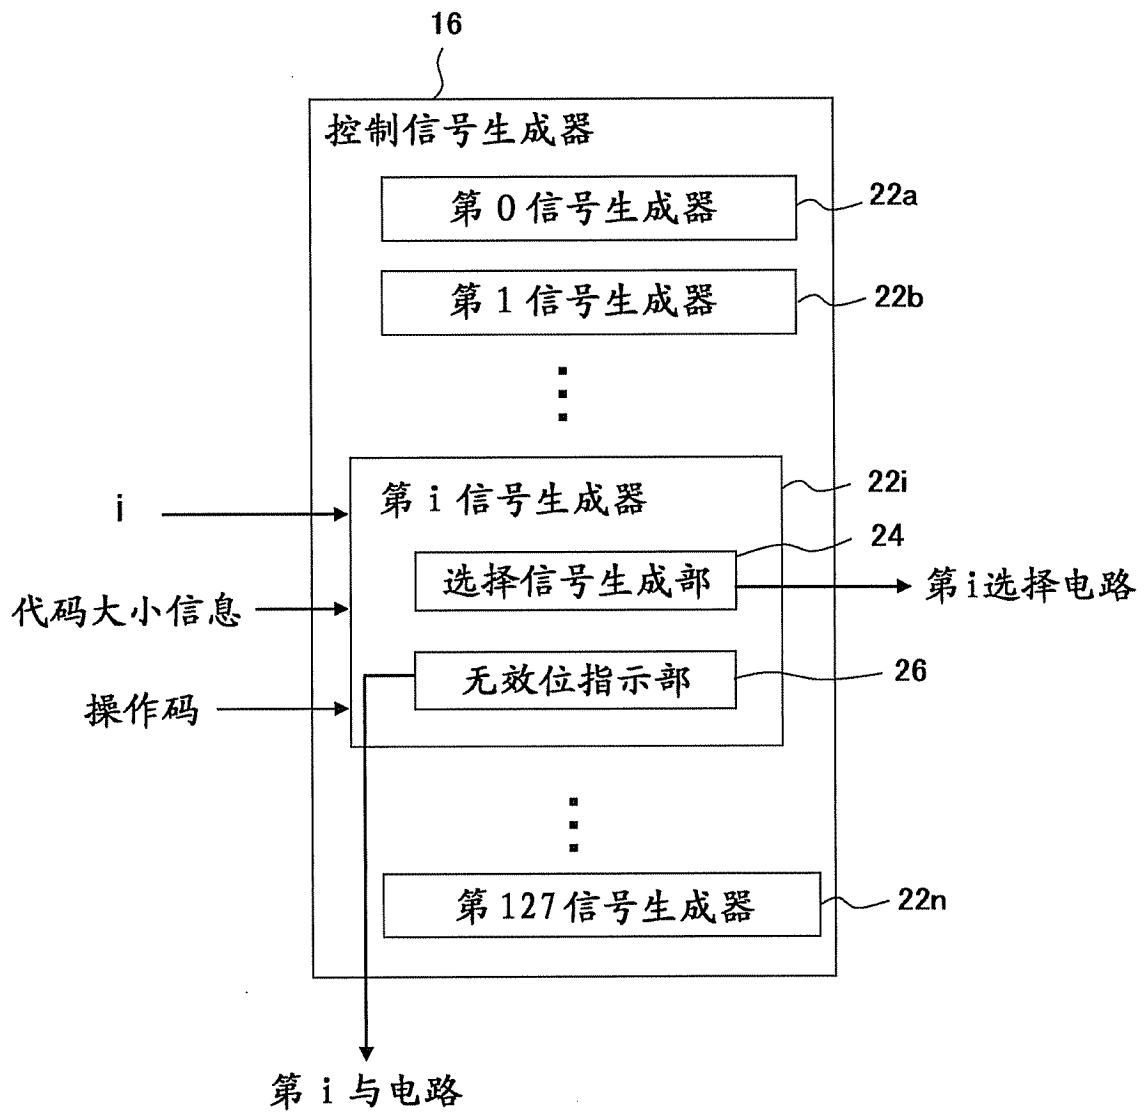 16
控制信号生成器
第0信号生成器
22a
第1信号生成器
22b
22i
第i信号生成器
i
24
选择信号生成部
第i选择电路
代码大小信息
无效位指示部
26
操作码
第127信号生成器
22n
第i与电路